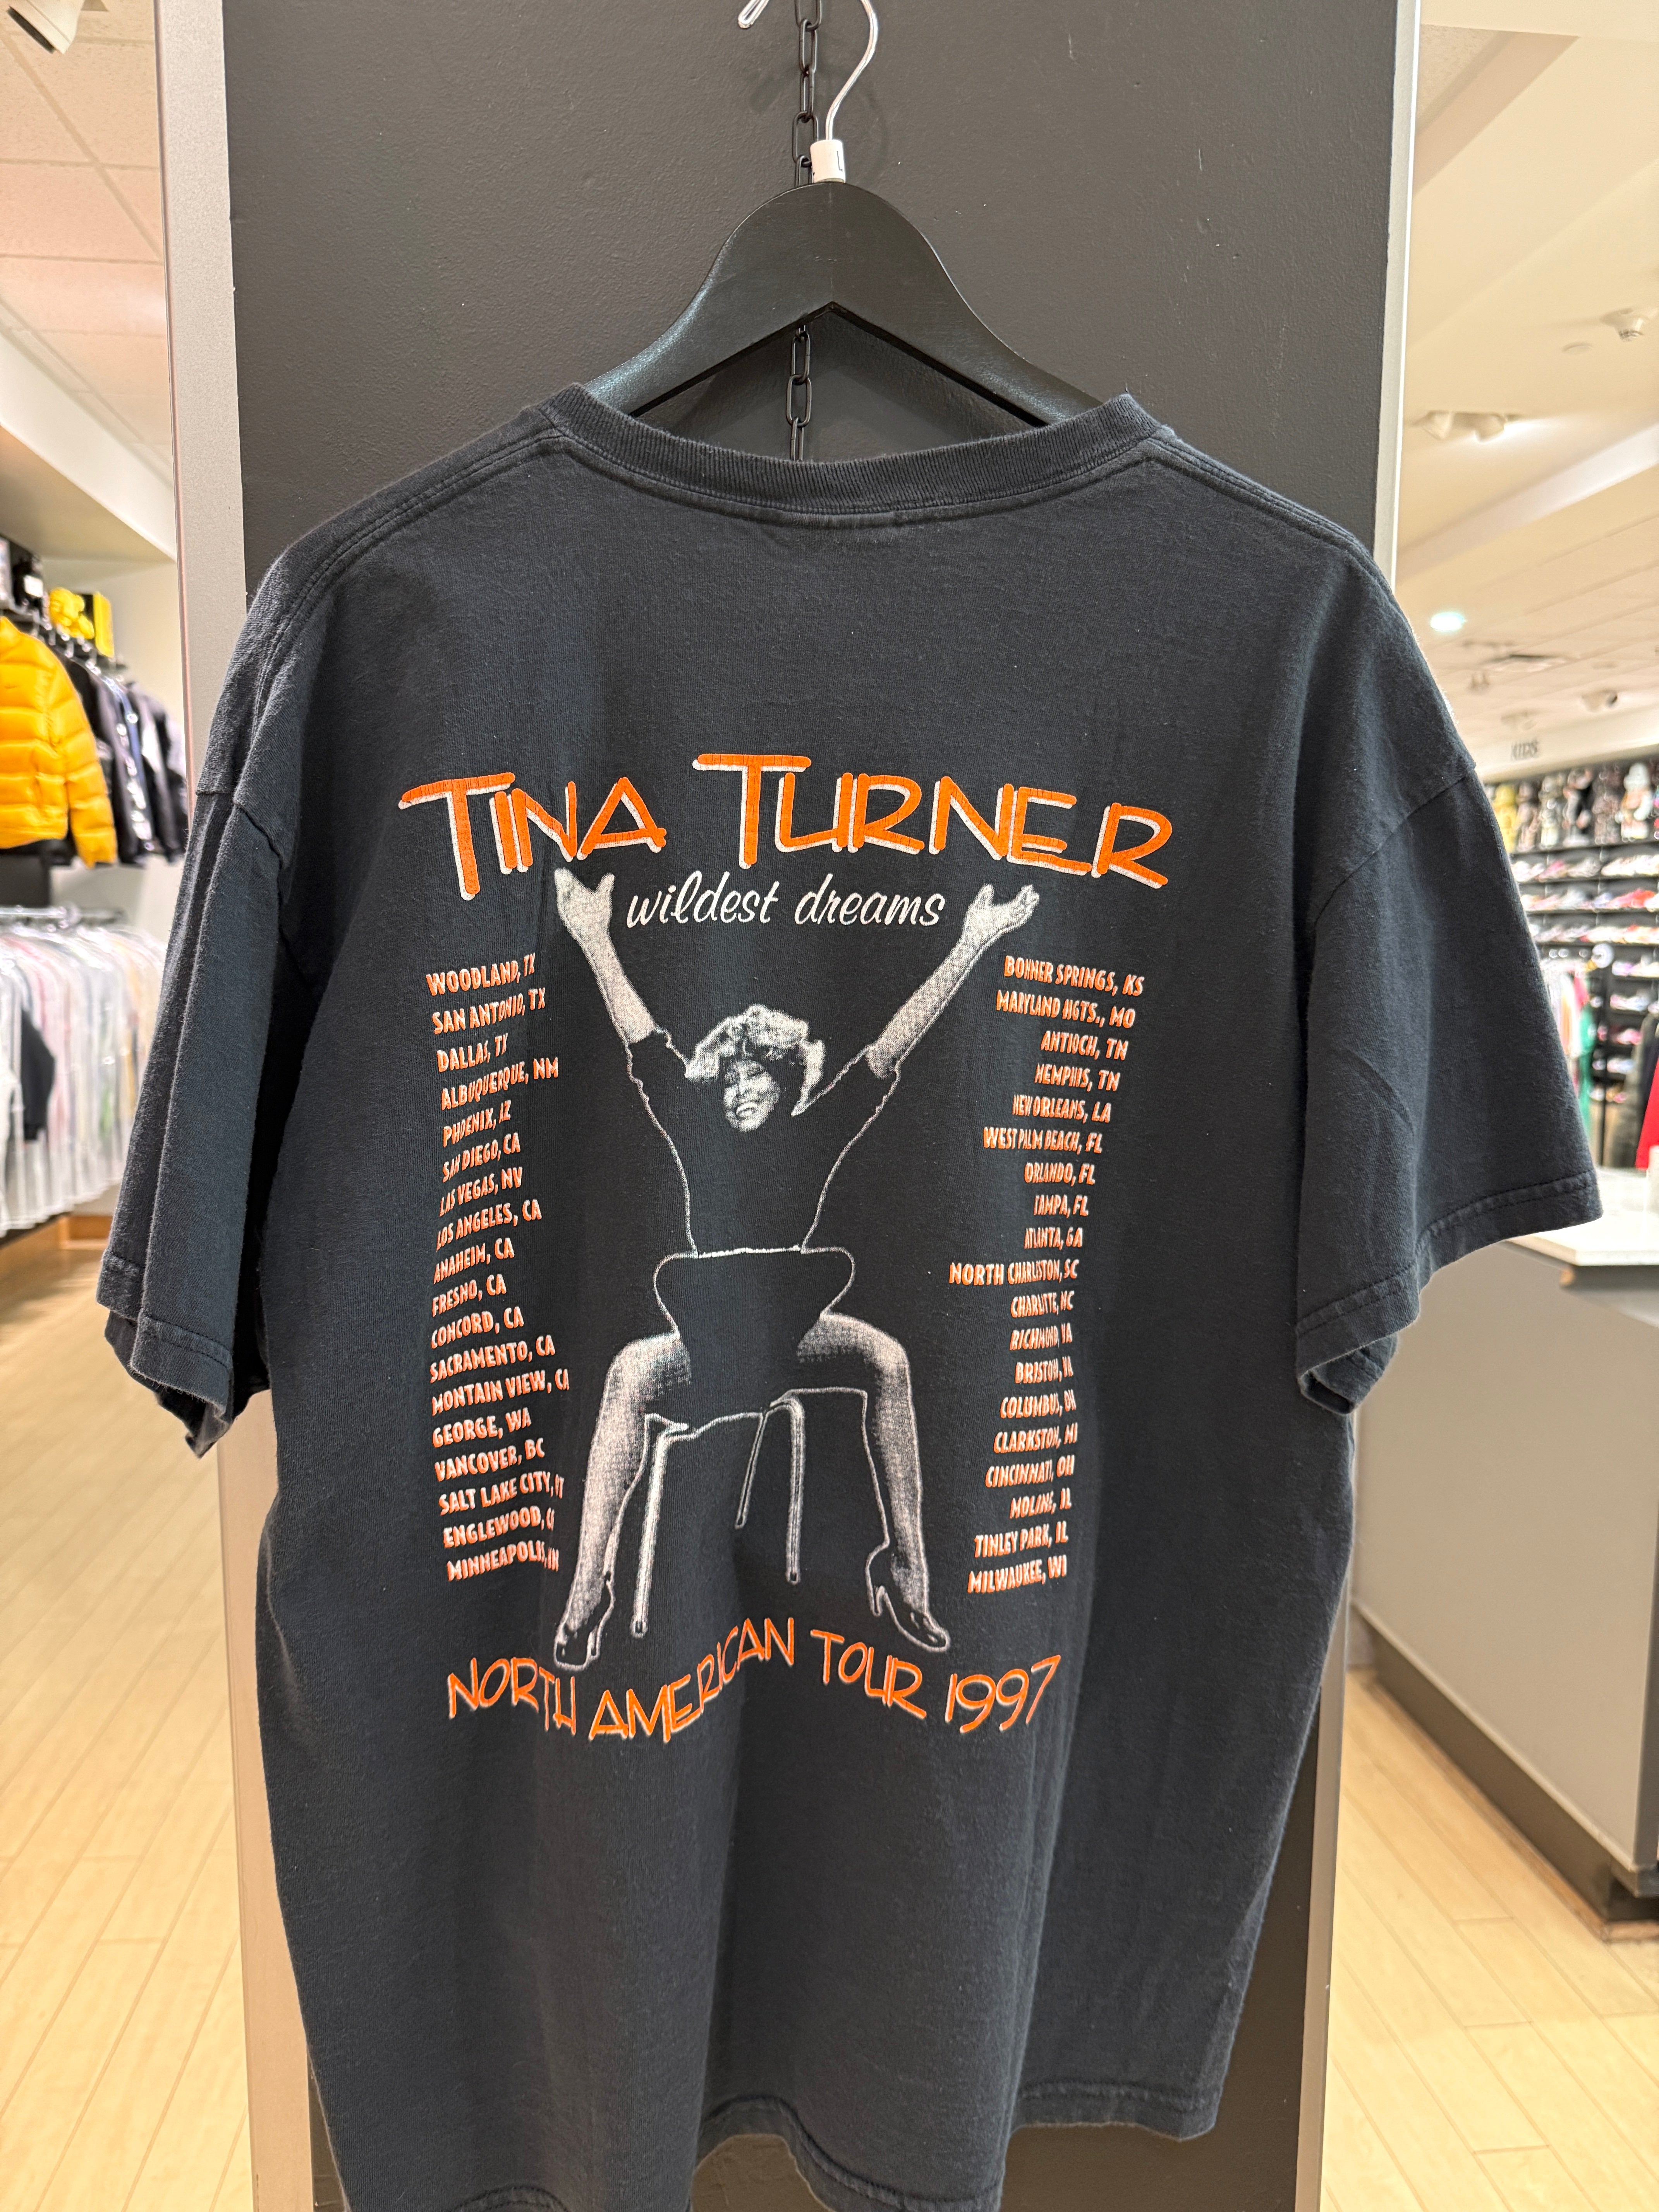 TINA TURNER
wildest dreams
WOODLAND, TX
SAN ANTONIO, TX
DALLAS, TX
ALBUQUERQUE, NM
PHOENIX, AZ
SAN DIEGO, CA
LAS VEGAS, NV
LOS ANGELES, CA
ANAHEIM, CA
FRESNO, CA
CONCORD, CA
SACRAMENTO, CA
MONTAIN VIEW, CA
GEORGE, WA
VANCOVER, BC
SALT LAKE CITY, UT
ENGLEWOOD,
MINNEAPOLIS,
BONNER SPRINGS, KS
MARYLAND HGTS., MO
ANTIOCH, TN
MEMPHIS, TN
NEW ORLEANS, LA
WEST PALM BEACH, FL
ORLANDO, FL
TAMPA, FL
ATLANTA, GA
NORTH CHARLSTON, SC
CHARLITTE, NC
RICHMOND, VA
BRISTOW, VA
COLUMBUS, OH
CLARKSTON, MI
CINCINNATI, OH
MOLINE, IL
TINLEY PARK, IL
MILWAUKEE, WI
NORTH AMERICAN TOUR 1997
L
KIDS